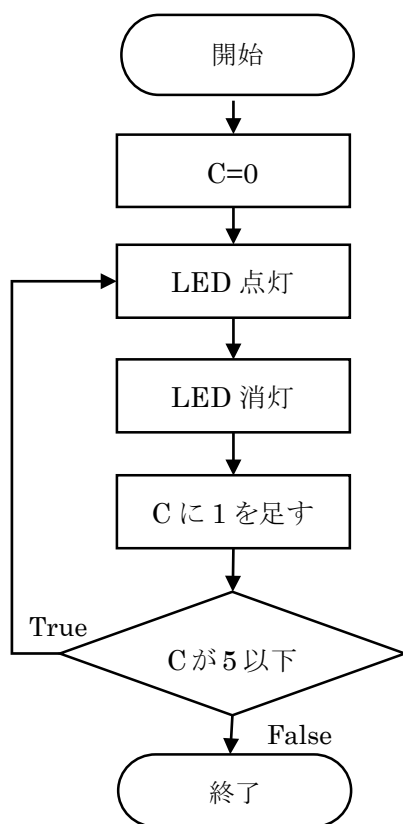 開始
C=0
LED 点灯
LED 消灯
C に 1 を足す
True
C が 5 以下
False
終了